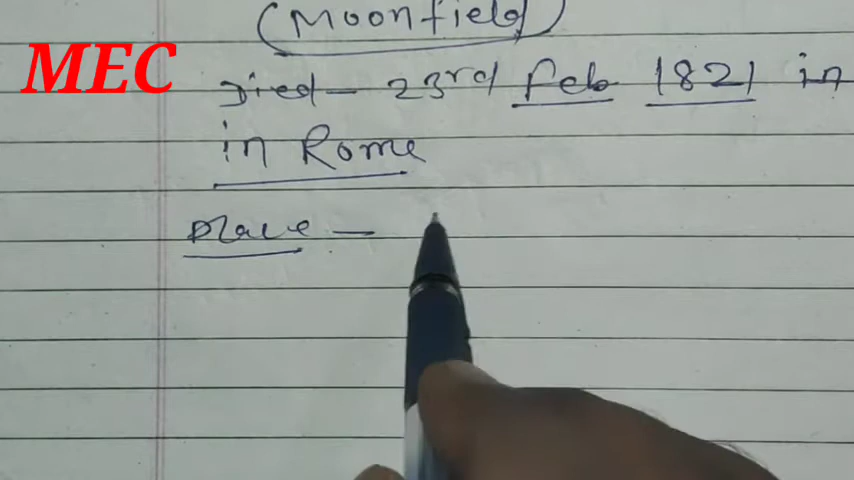 (Moonfield)
MEC
Died - 23rd Feb 1821 in
in Rome
place -